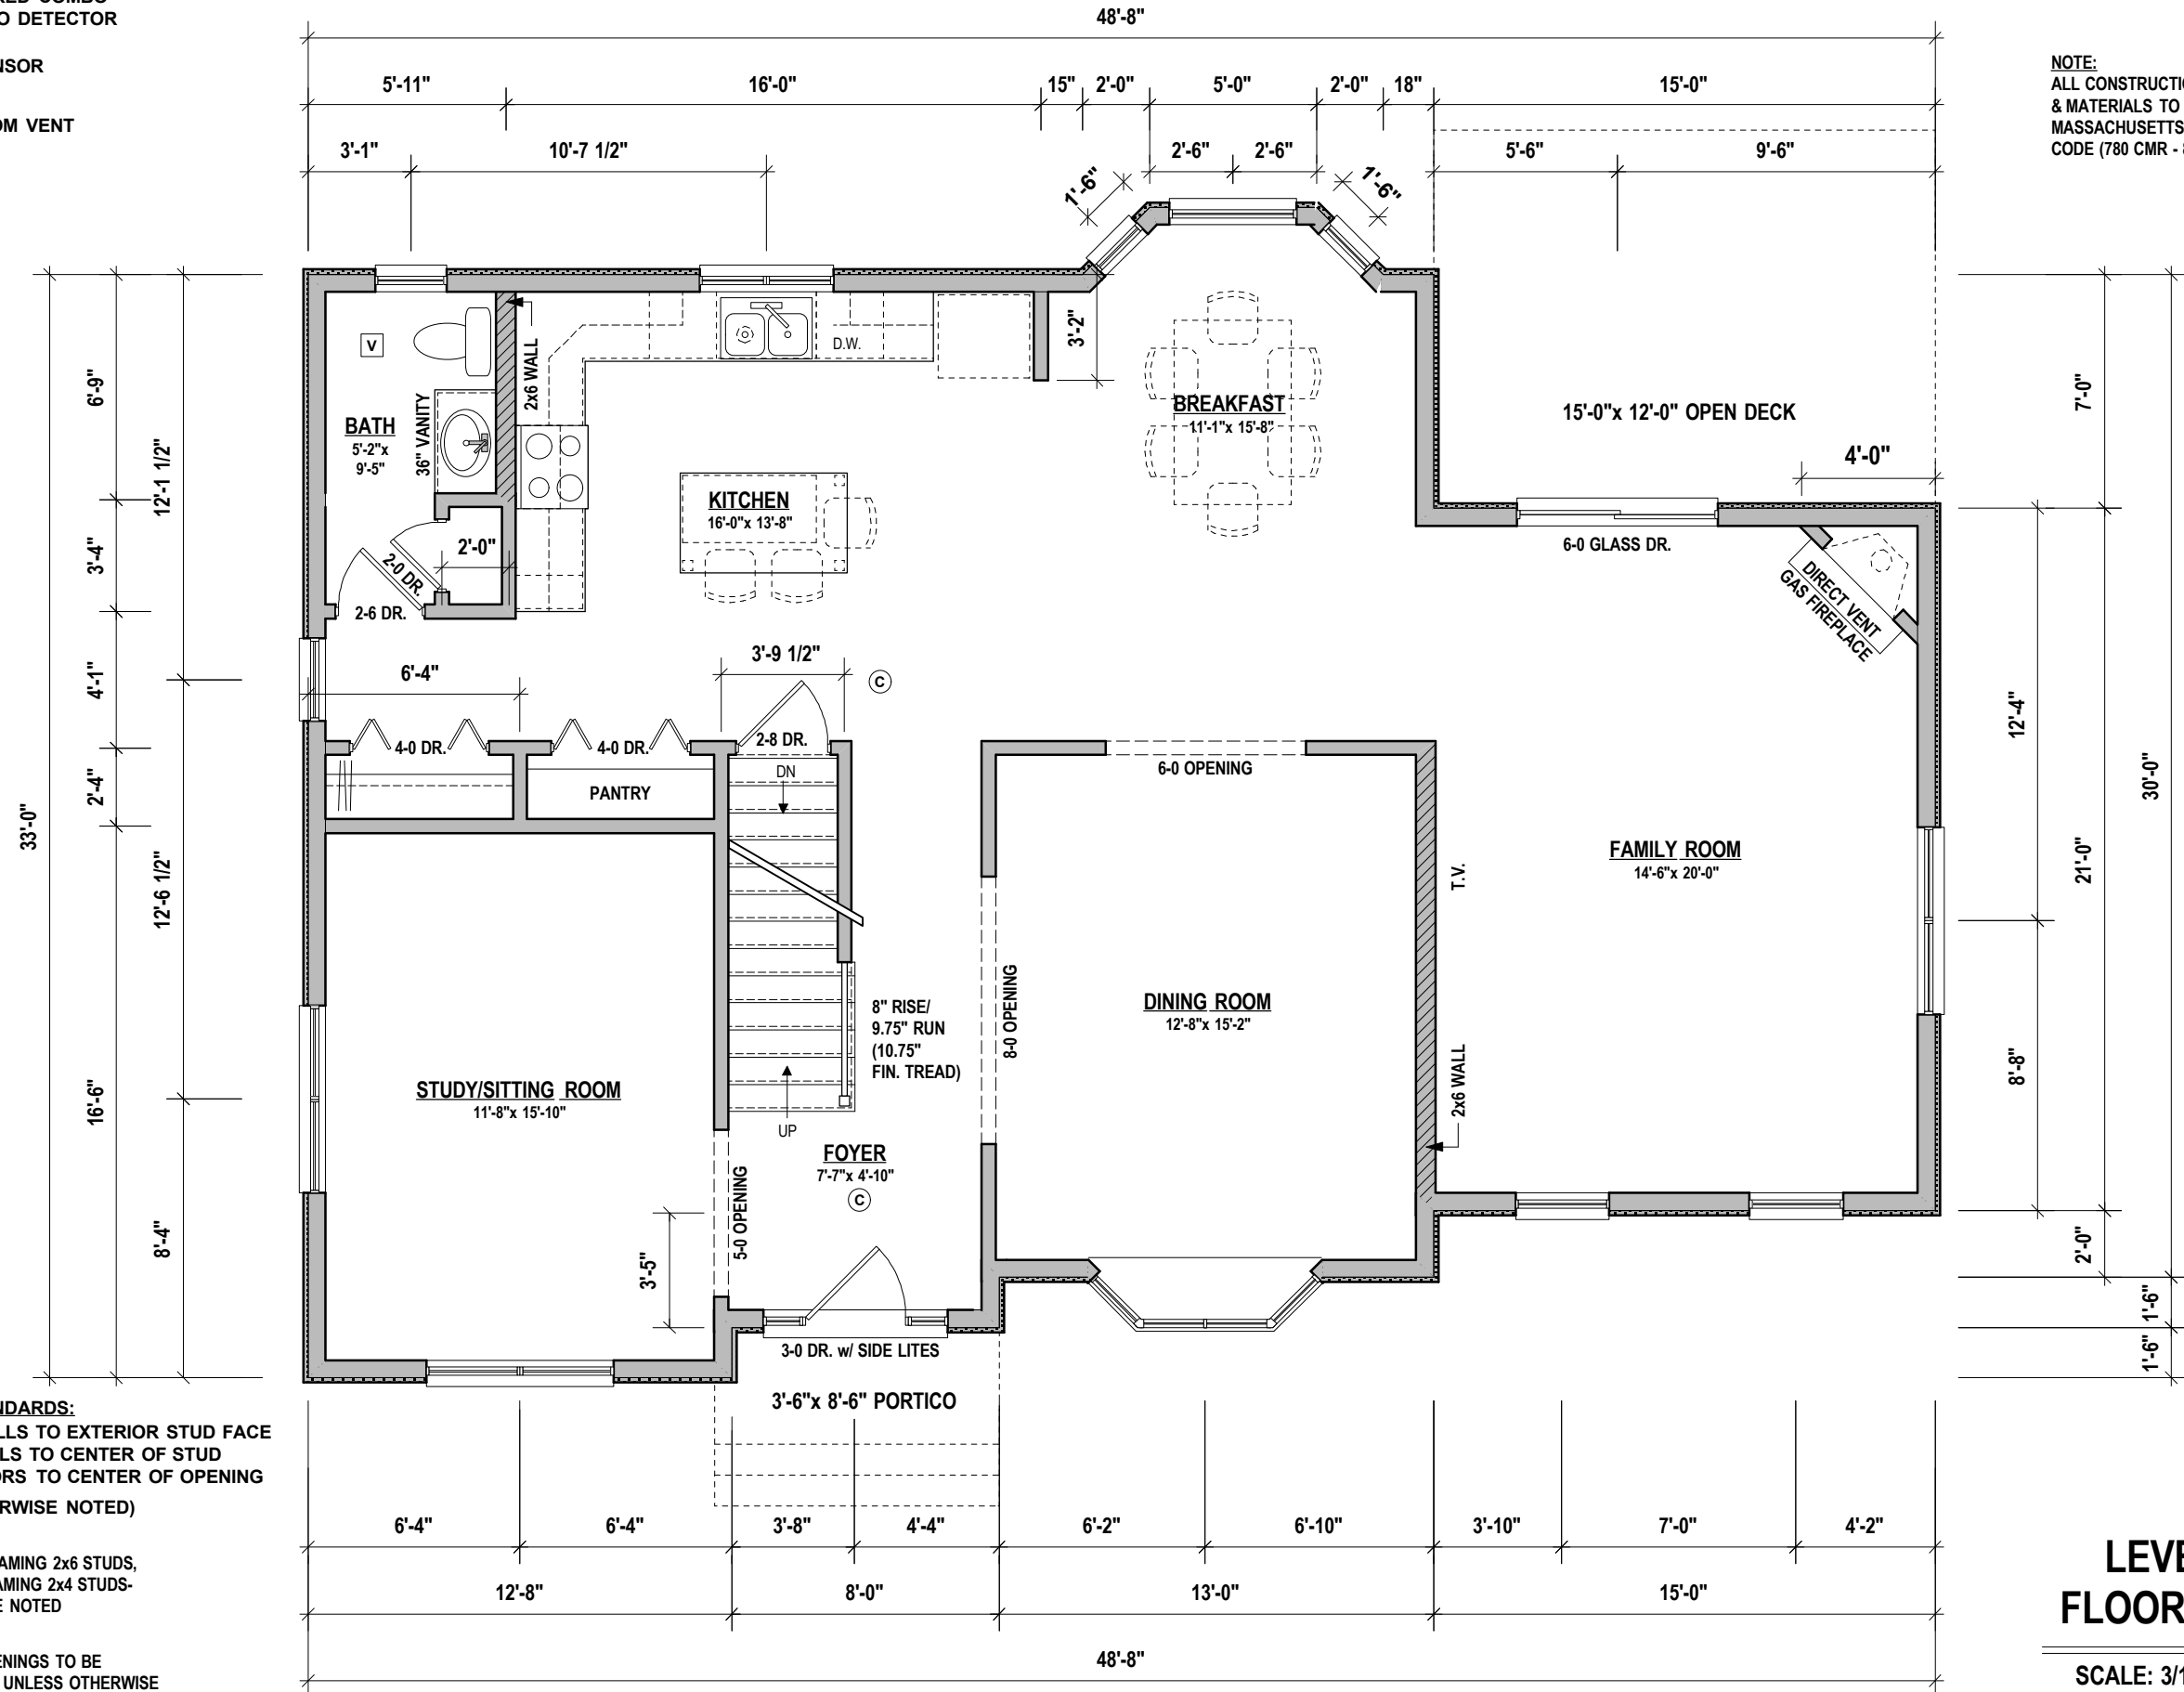 O DETECTOR
NSOR
OM VENT
48'-8"
5'-11"
16'-0"
15"
2'-0"
5'-0"
2'-0"
18"
15'-0"
3'-1"
10'-7 1/2"
2'-6"
2'-6"
5'-6"
9'-6"
1'-6"
1'-6"
NOTE:
ALL CONSTRUCTI
& MATERIALS TO
MASSACHUSETTS
CODE (780 CMR -
V
BATH
5'-2"x
9'-5"
36" VANITY
2x6 WALL
D.W.
3'-2"
KITCHEN
16'-0"x 13'-8"
BREAKFAST
11'-1"x 15'-8"
15'-0"x 12'-0" OPEN DECK
4'-0"
2'-0"
2-0 DR.
2-6 DR.
6-0 GLASS DR.
DIRECT VENT
GAS FIREPLACE
6'-4"
3'-9 1/2"
C
4-0 DR.
4-0 DR.
2-8 DR.
6-0 OPENING
DN
PANTRY
T.V.
FAMILY ROOM
14'-6"x 20'-0"
8" RISE/
9.75" RUN
(10.75"
FIN. TREAD)
8-0 OPENING
DINING ROOM
12'-8"x 15'-2"
STUDY/SITTING ROOM
11'-8"x 15'-10"
UP
2x6 WALL
FOYER
7'-7"x 4'-10"
C
5-0 OPENING
3'-5"
3-0 DR. w/ SIDE LITES
3'-6"x 8'-6" PORTICO
33'-0"
6'-9"
3'-4"
4'-1"
2'-4"
16'-6"
12'-1 1/2"
12'-6 1/2"
8'-4"
12'-4"
8'-8"
7'-0"
21'-0"
2'-0"
30'-0"
1'-6"
1'-6"
NDARDS:
LLS TO EXTERIOR STUD FACE
LS TO CENTER OF STUD
ORS TO CENTER OF OPENING
RWISE NOTED)
AMING 2x6 STUDS,
AMING 2x4 STUDS-
E NOTED
ENINGS TO BE
UNLESS OTHERWISE
6'-4"
6'-4"
3'-8"
4'-4"
6'-2"
6'-10"
3'-10"
7'-0"
4'-2"
12'-8"
8'-0"
13'-0"
15'-0"
48'-8"
LEVE
FLOOR
SCALE: 3/1